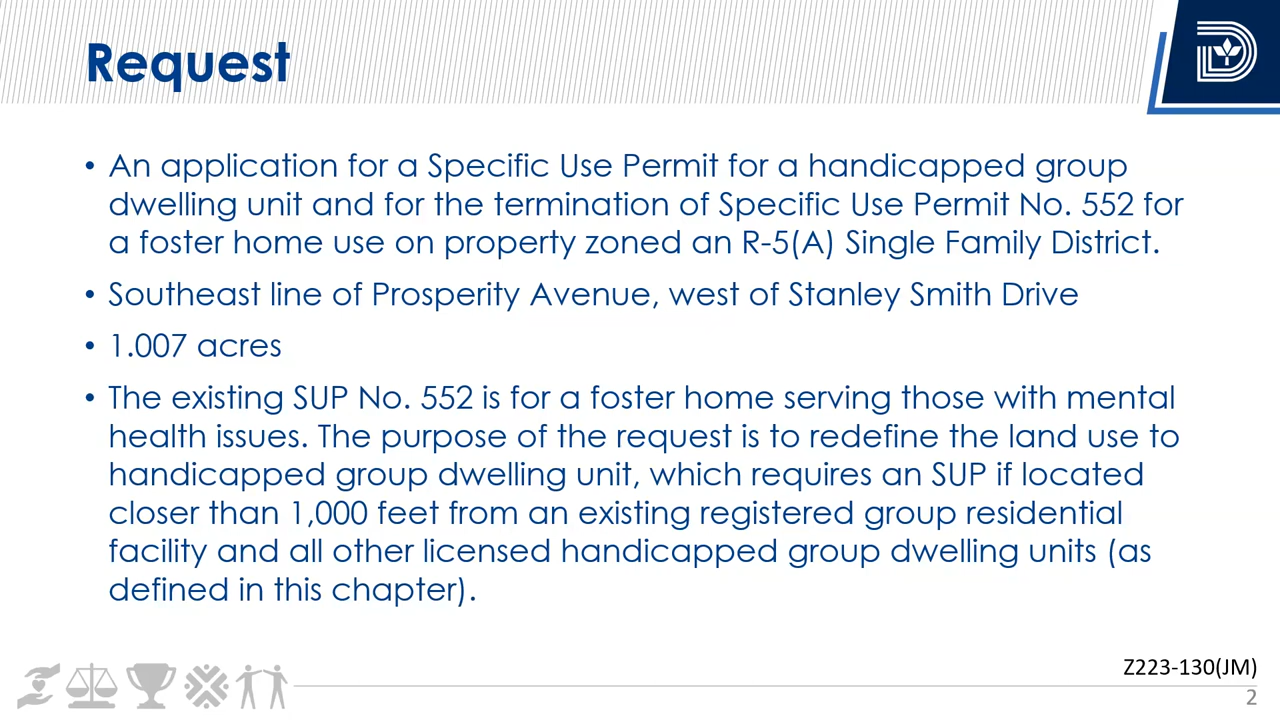 Request
• An application for a Specific Use Permit for a handicapped group
dwelling unit and for the termination of Specific Use Permit No. 552 for
a foster home use on property zoned an R-5(A) Single Family District.
• Southeast line of Prosperity Avenue, west of Stanley Smith Drive
• 1.007 acres
• The existing SUP No. 552 is for a foster home serving those with mental
health issues. The purpose of the request is to redefine the land use to
handicapped group dwelling unit, which requires an SUP if located
closer than 1,000 feet from an existing registered group residential
facility and all other licensed handicapped group dwelling units (as
defined in this chapter).
Z223-130(JM)
2